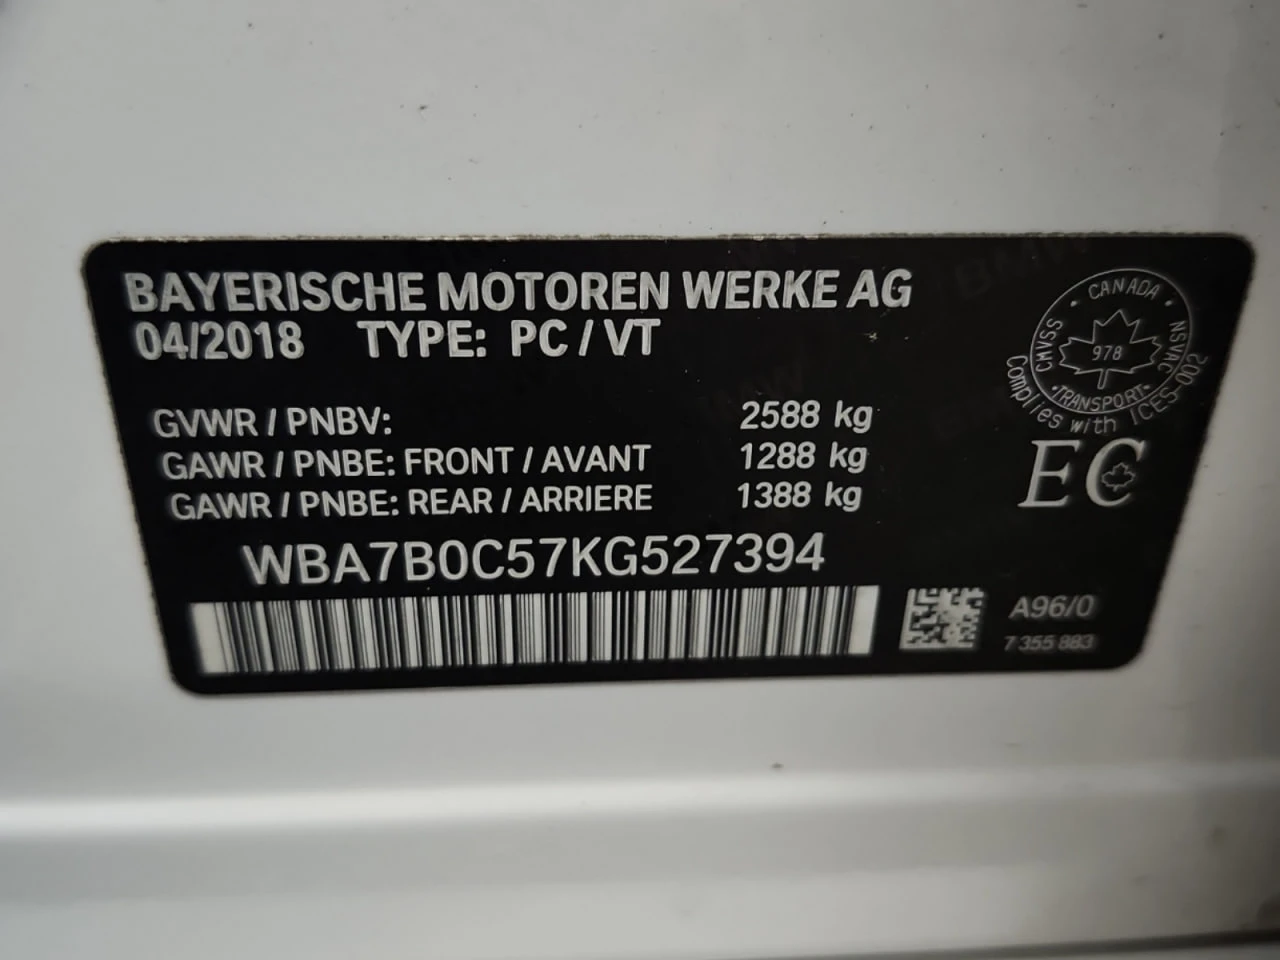 BAYERISCHE MOTOREN WERKE AG
04/2018 TYPE: PC / VT
GVWR / PNBV: 2588 kg
GAWR / PNBE: FRONT / AVANT 1288 kg
GAWR / PNBE: REAR / ARRIERE 1388 kg
WBA7B0C57KG527394
CANADA
CMVSS
978
NSVAC
TRANSPORT
Complies with ICES-002
EC
A96/0
7 355 883